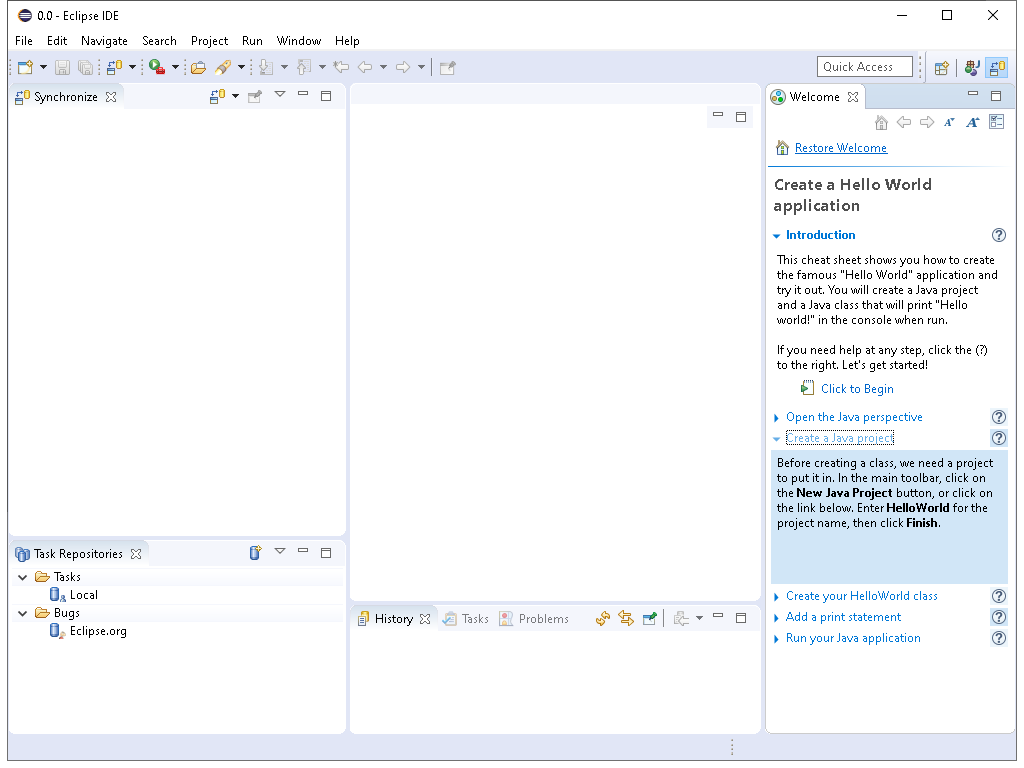 0.0 - Eclipse IDE
File Edit Navigate Search Project Run Window Help
Quick Access
Synchronize
Welcome
Restore Welcome
Create a Hello World
application
Introduction
This cheat sheet shows you how to create
the famous "Hello World" application and
try it out. You will create a Java project
and a Java class that will print "Hello
world!" in the console when run.
If you need help at any step, click the (?)
to the right. Let's get started!
Click to Begin
Open the Java perspective
Create a Java project
Before creating a class, we need a project
to put it in. In the main toolbar, click on
the New Java Project button, or click on
the link below. Enter HelloWorld for the
project name, then click Finish.
Create your HelloWorld class
Add a print statement
Run your Java application
Task Repositories
Tasks
Local
Bugs
Eclipse.org
History Tasks Problems